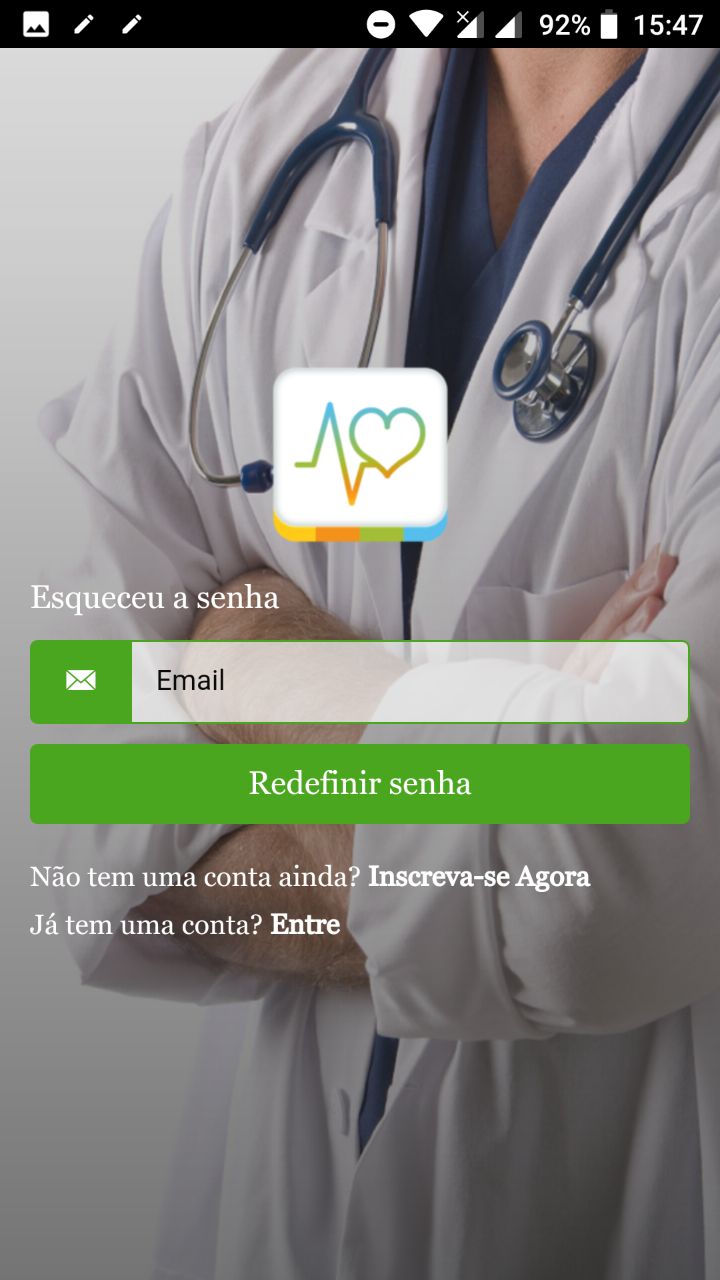 92% 15:47
Esqueceu a senha
Email
Redefinir senha
Não tem uma conta ainda? Inscreva-se Agora
Já tem uma conta? Entre